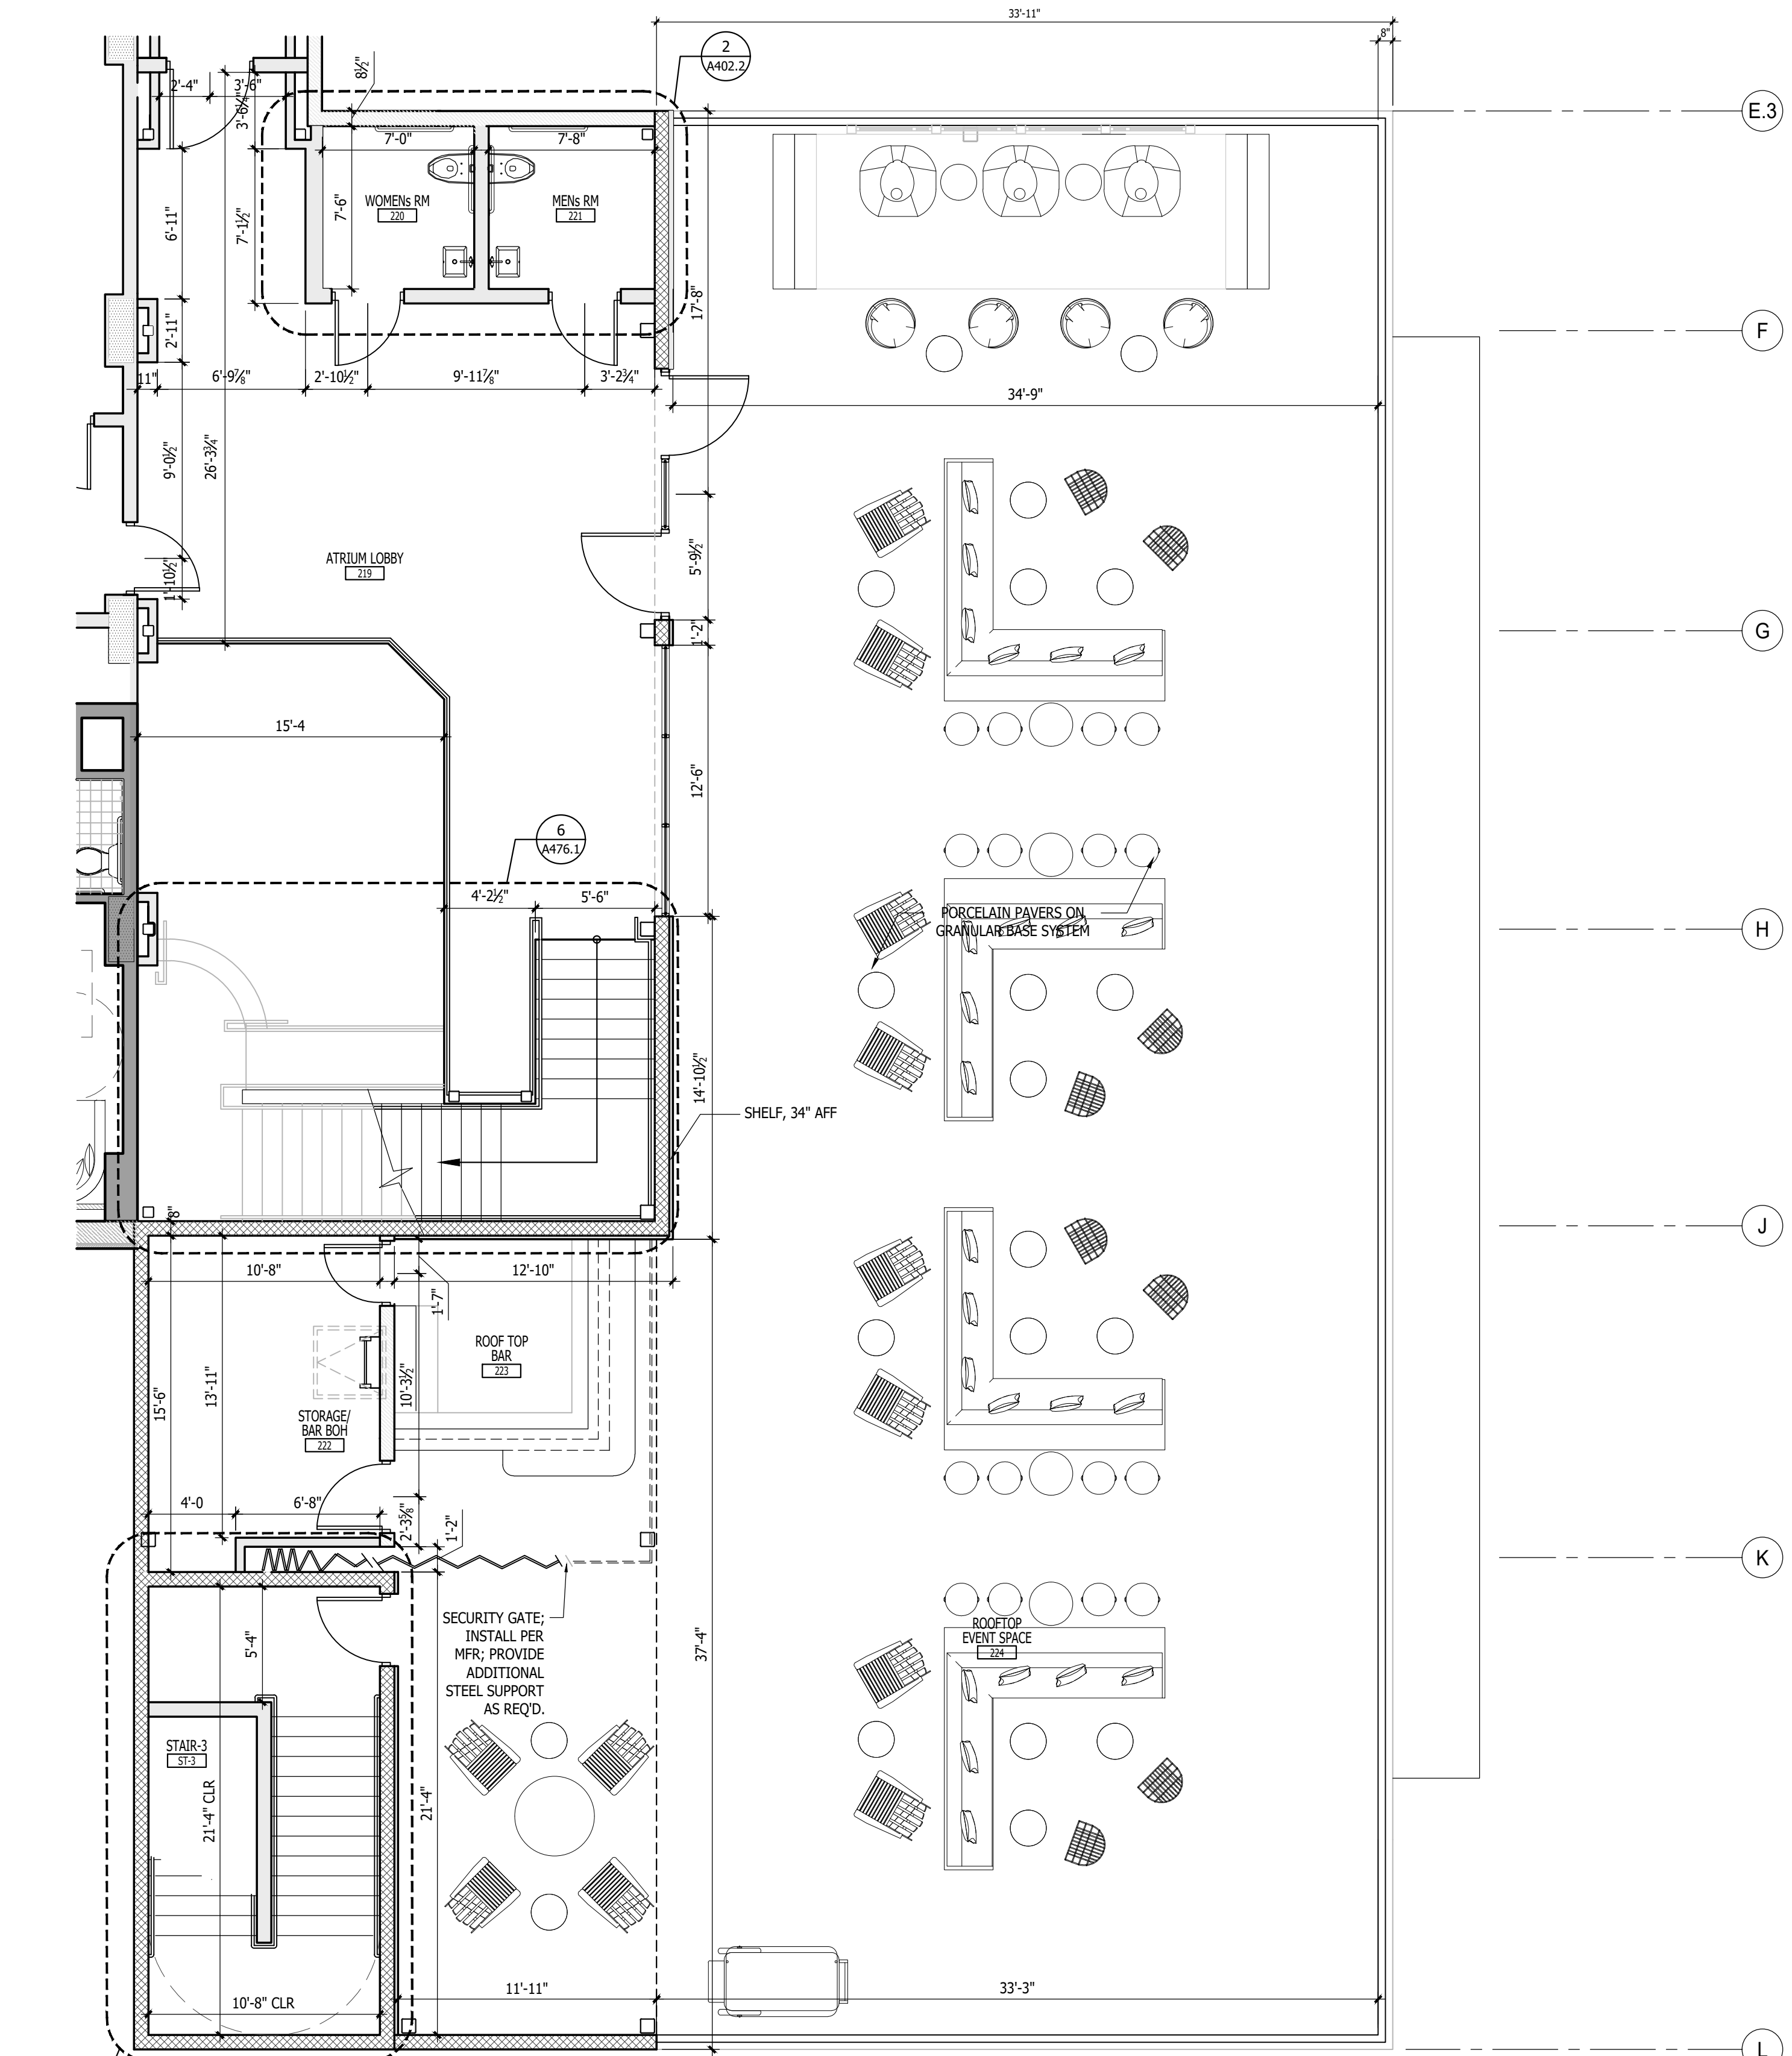 33'-11"
8"
2
A402.2
8½"
2'-4"
3'-6"
3'-6¼"
E.3
7'-0"
7'-8"
WOMENs RM
220
MENs RM
221
7'-6"
6'-11"
7'-1½"
17'-8"
2'-11"
F
11"
6'-9⅞"
2'-10½"
9'-11⅞"
3'-2¾"
34'-9"
9'-0½"
26'-3¾"
ATRIUM LOBBY
219
5'-9½"
1'-10½"
1'-2"
G
15'-4
12'-6"
6
A476.1
4'-2½"
5'-6"
PORCELAIN PAVERS ON
GRANULAR BASE SYSTEM
H
14'-10½"
SHELF, 34" AFF
8"
J
10'-8"
12'-10"
1'-7"
ROOF TOP
BAR
223
15'-6"
13'-11"
10'-3½"
STORAGE/
BAR BOH
222
4'-0
6'-8"
2'-3⅝"
1'-2"
K
SECURITY GATE;
INSTALL PER
MFR; PROVIDE
ADDITIONAL
STEEL SUPPORT
AS REQ'D.
ROOFTOP
EVENT SPACE
224
5'-4"
37'-4"
STAIR-3
ST-3
21'-4" CLR
21'-4"
11'-11"
33'-3"
10'-8" CLR
L